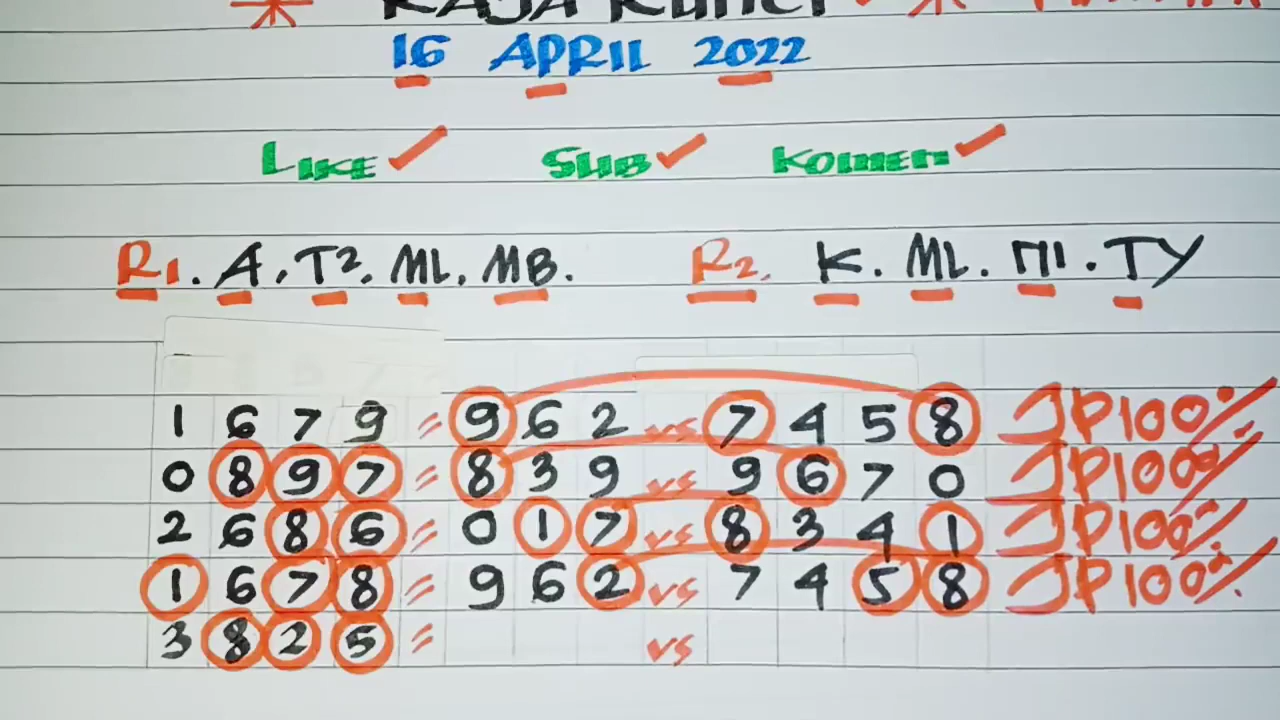 16 APRIL 2022
LIKE ✓ SUB ✓ KOMEN ✓
R1. A. T2. ML. MB. R2. K. ML. M1. TY
1 6 7 9 = 9 6 2 vs 7 4 5 8 JP100%
0 8 9 7 = 8 3 9 vs 9 6 7 0 JP100%
2 6 8 6 = 0 1 7 vs 8 3 4 1 JP100%
1 6 7 8 = 9 6 2 vs 7 4 5 8 JP100%
3 8 2 5 = vs